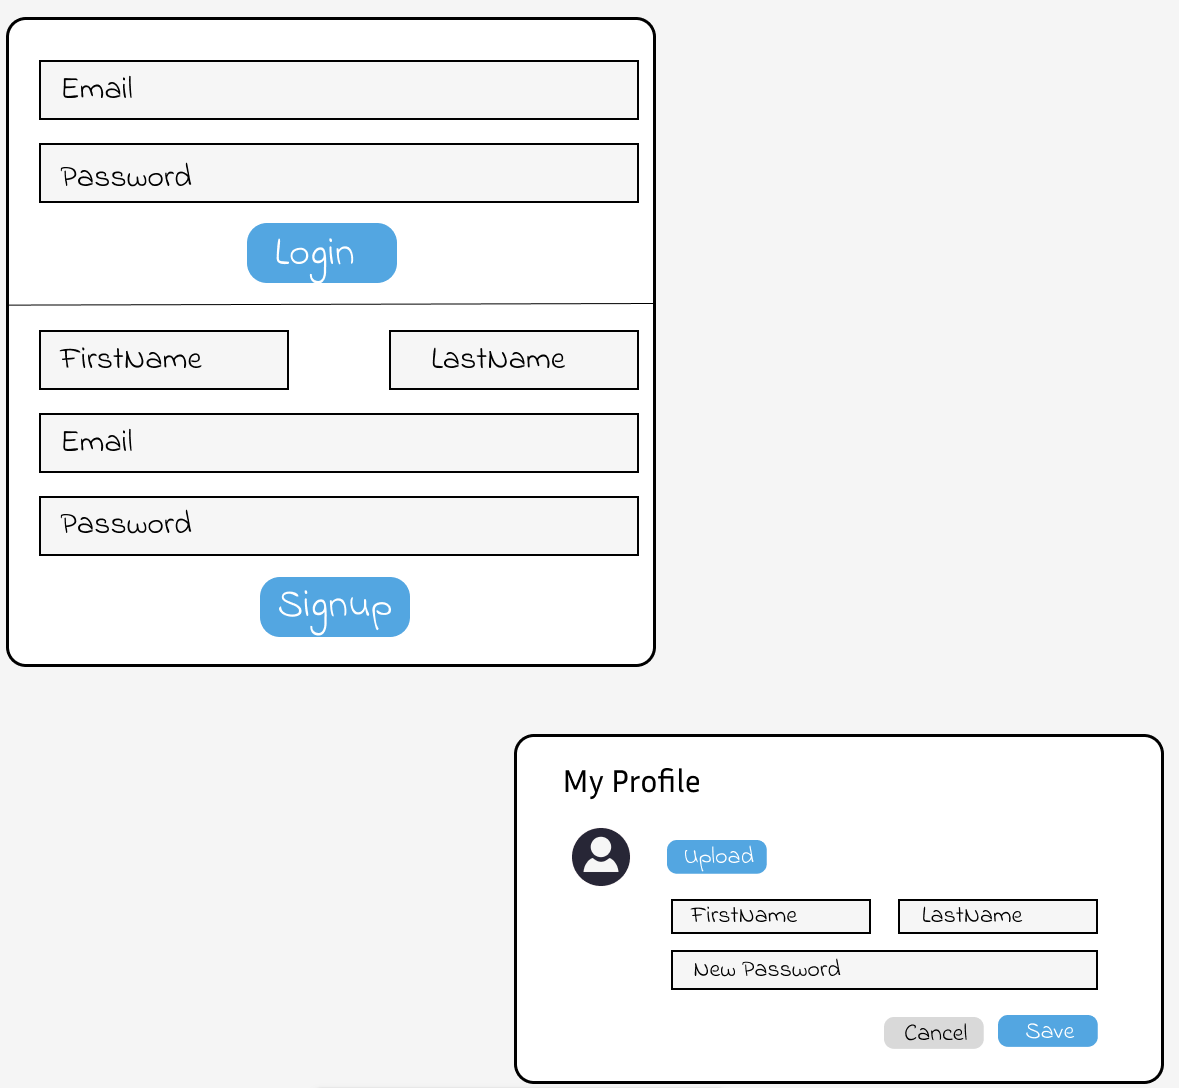 Email
Password
Login
FirstName LastName
Email
Password
Signup
My Profile
Upload
FirstName LastName
New Password
Cancel Save